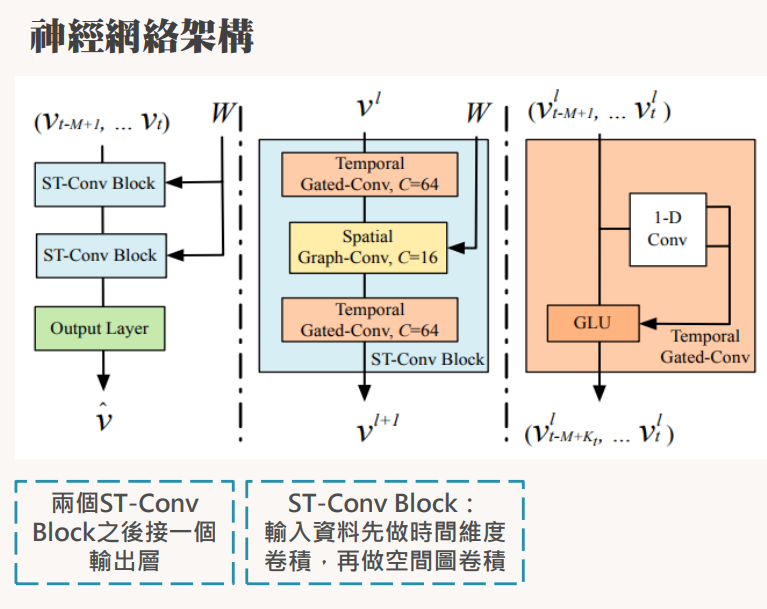 神經網絡架構
(v_{t-M+1}, ... v_t)
W
ST-Conv Block
ST-Conv Block
Output Layer
v̂
v^l
W
Temporal
Gated-Conv, C=64
Spatial
Graph-Conv, C=16
Temporal
Gated-Conv, C=64
ST-Conv Block
v^{l+1}
(v^l_{t-M+1}, ... v^l_t)
1-D
Conv
GLU
Temporal
Gated-Conv
(v^l_{t-M+K_t}, ... v^l_t)
兩個ST-Conv
Block之後接一個
輸出層
ST-Conv Block：
輸入資料先做時間維度
卷積，再做空間圖卷積